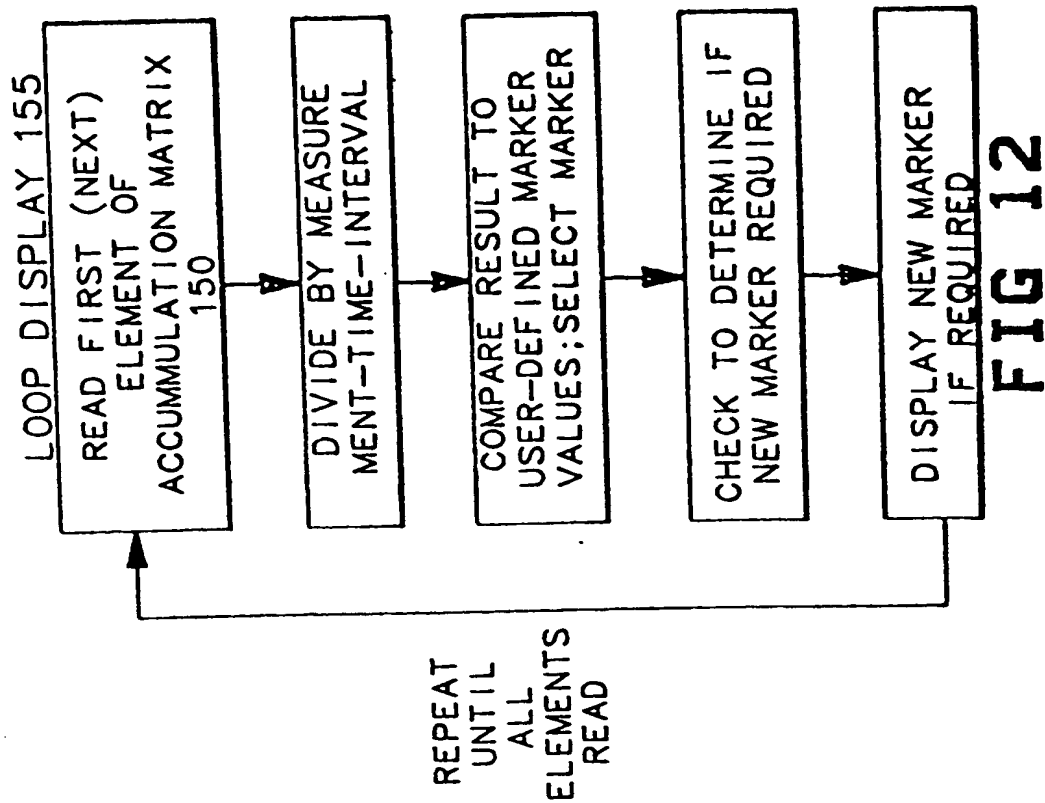 LOOP DISPLAY 155
READ FIRST (NEXT)
ELEMENT OF
ACCUMMULATION MATRIX
150
DIVIDE BY MEASURE
MENT-TIME-INTERVAL
COMPARE RESULT TO
USER-DEFINED MARKER
VALUES;SELECT MARKER
CHECK TO DETERMINE IF
NEW MARKER REQUIRED
DISPLAY NEW MARKER
IF REQUIRED
REPEAT
UNTIL
ALL
ELEMENTS
READ
FIG 12